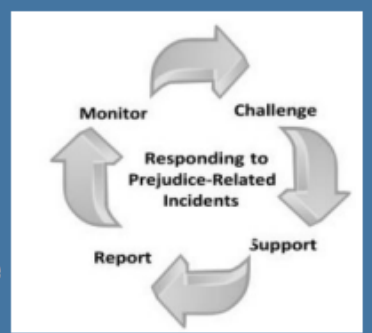 Monitor
Challenge
Responding to
Prejudice-Related
Incidents
Support
Report